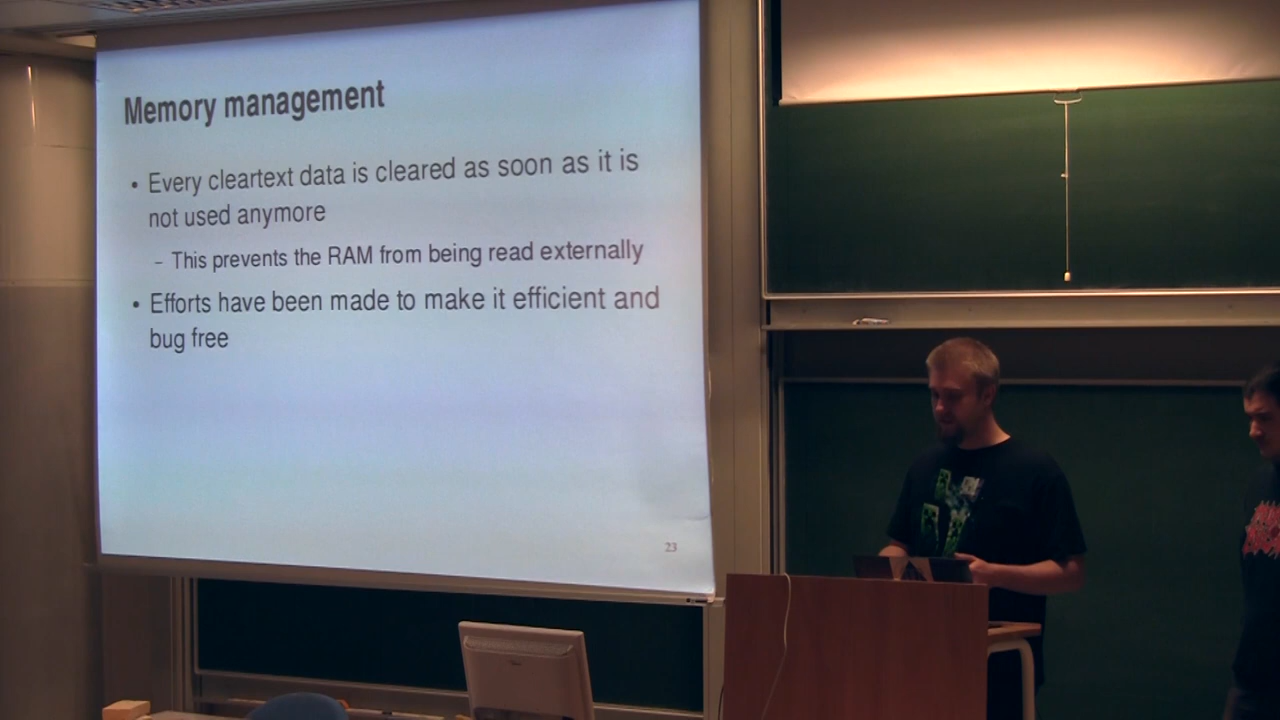 Memory management
• Every cleartext data is cleared as soon as it is
not used anymore
– This prevents the RAM from being read externally
• Efforts have been made to make it efficient and
bug free
23